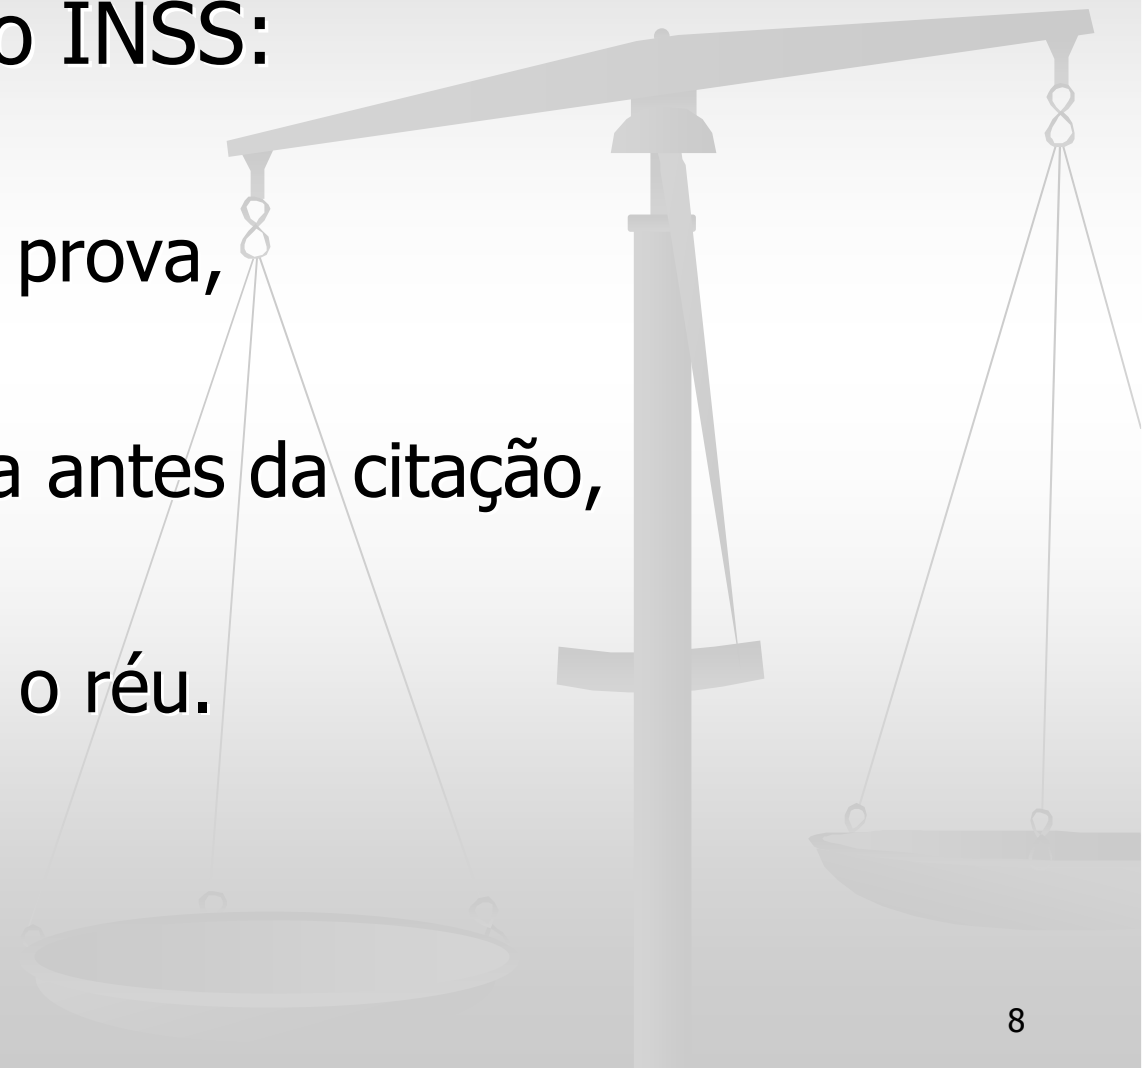 o INSS:
prova,
a antes da citação,
o réu.
8